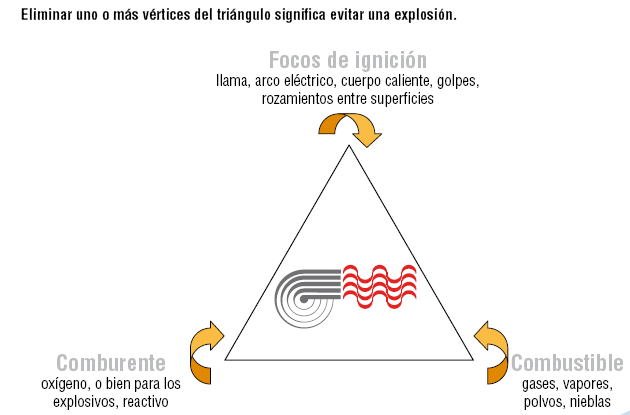 Eliminar uno o más vértices del triángulo significa evitar una explosión.
Focos de ignición
llama, arco eléctrico, cuerpo caliente, golpes,
rozamientos entre superficies
Comburente
oxígeno, o bien para los
explosivos, reactivo
Combustible
gases, vapores,
polvos, nieblas